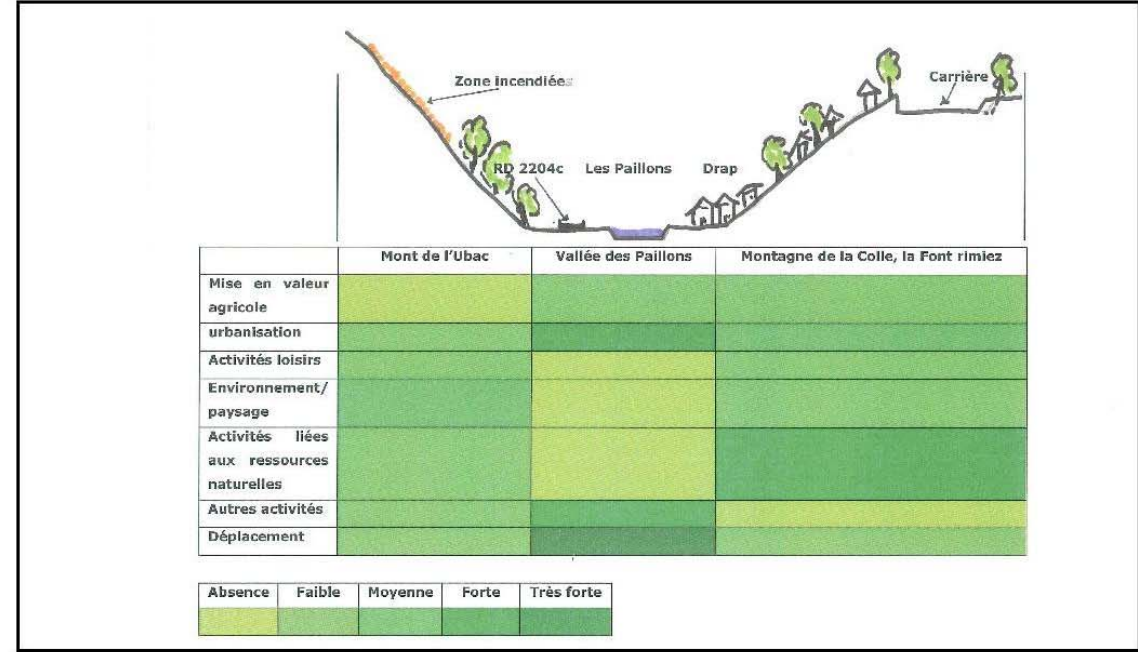 Zone incendiée
Carrière
RD 2204c Les Paillons Drap
Mont de l'Ubac Vallée des Paillons Montagne de la Colle, la Font rimiez
Mise en valeur
agricole
urbanisation
Activités loisirs
Environnement/
paysage
Activités liées
aux ressources
naturelles
Autres activités
Déplacement
Absence Faible Moyenne Forte Très forte